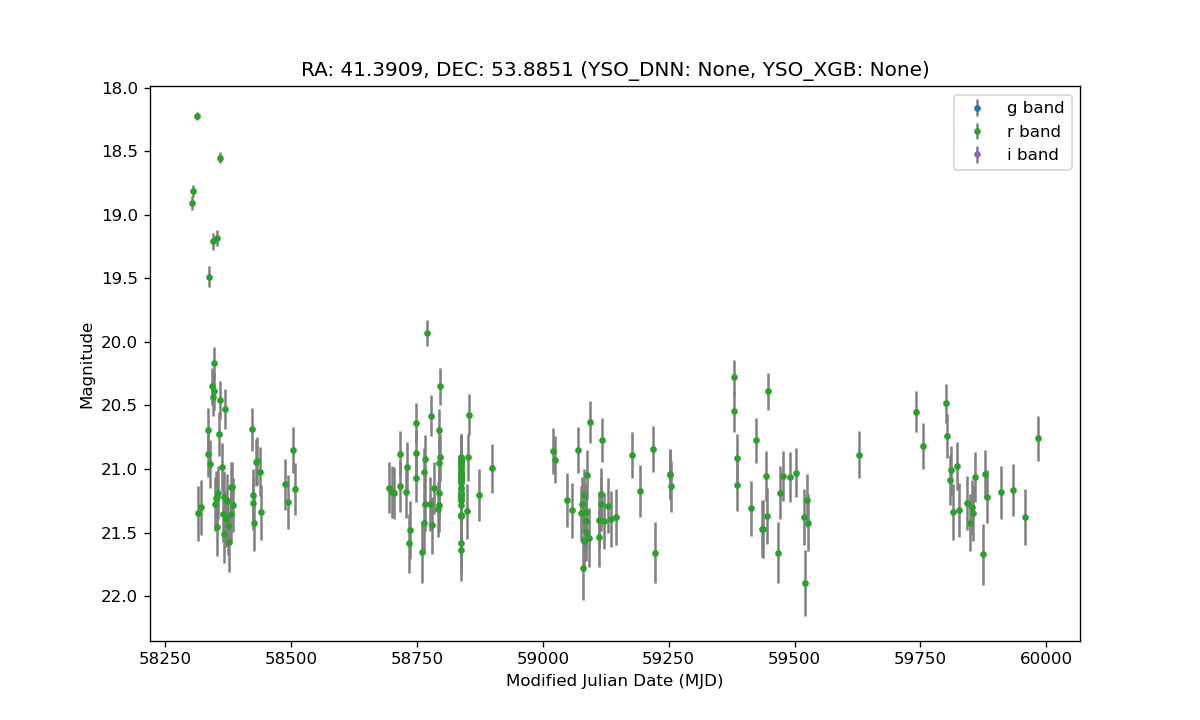 RA: 41.3909, DEC: 53.8851 (YSO_DNN: None, YSO_XGB: None)
g band
r band
i band
18.0
18.5
19.0
19.5
20.0
20.5
21.0
21.5
22.0
Magnitude
58250 58500 58750 59000 59250 59500 59750 60000
Modified Julian Date (MJD)